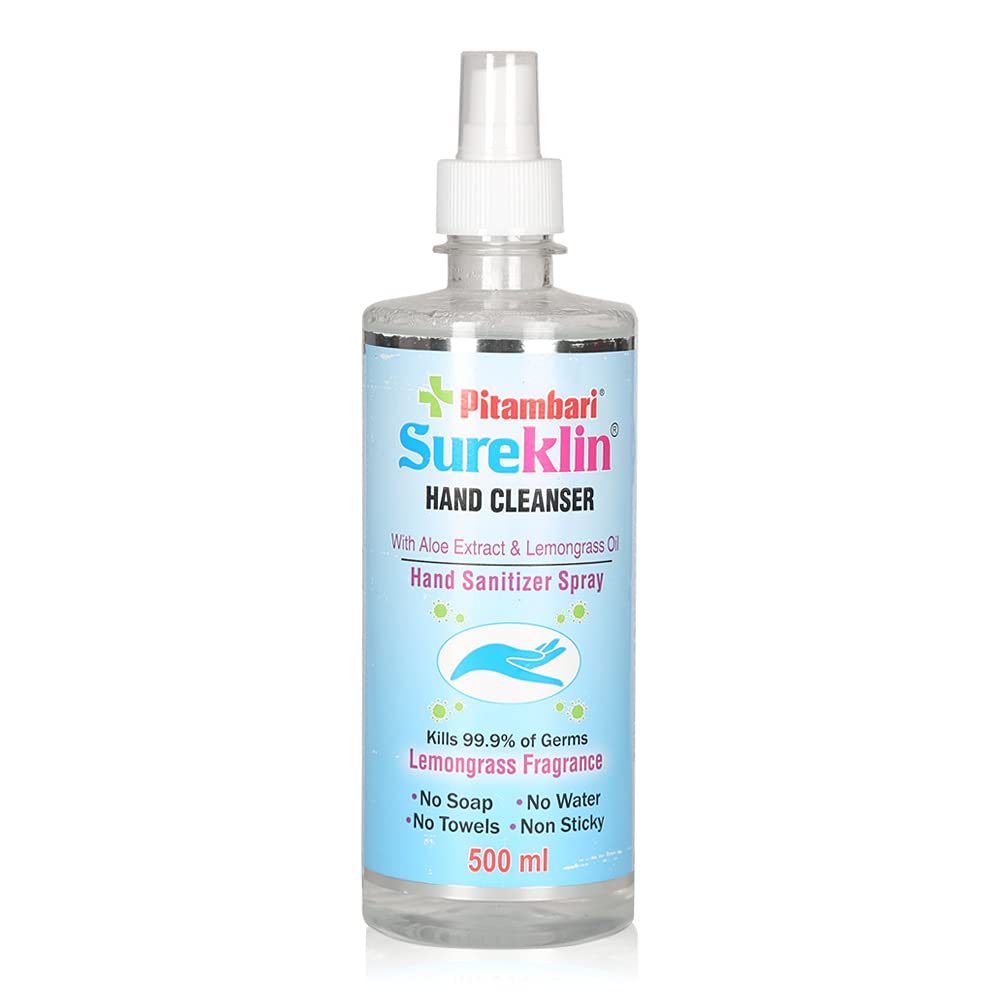 Pitambari®
Sureklin®
HAND CLEANSER
With Aloe Extract & Lemongrass Oil
Hand Sanitizer Spray
Kills 99.9% of Germs
Lemongrass Fragrance
•No Soap •No Water
•No Towels •Non Sticky
500 ml